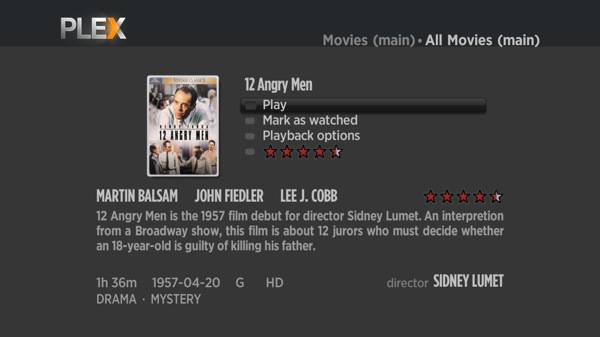 PLEX
Movies (main) • All Movies (main)
12 Angry Men
Play
12 ANGRY MEN
Mark as watched
Playback options
MARTIN BALSAM JOHN FIEDLER LEE J. COBB
12 Angry Men is the 1957 film debut for director Sidney Lumet. An interpretion
from a Broadway show, this film is about 12 jurors who must decide whether
an 18-year-old is guilty of killing his father.
1h 36m 1957-04-20 G HD
director SIDNEY LUMET
DRAMA · MYSTERY